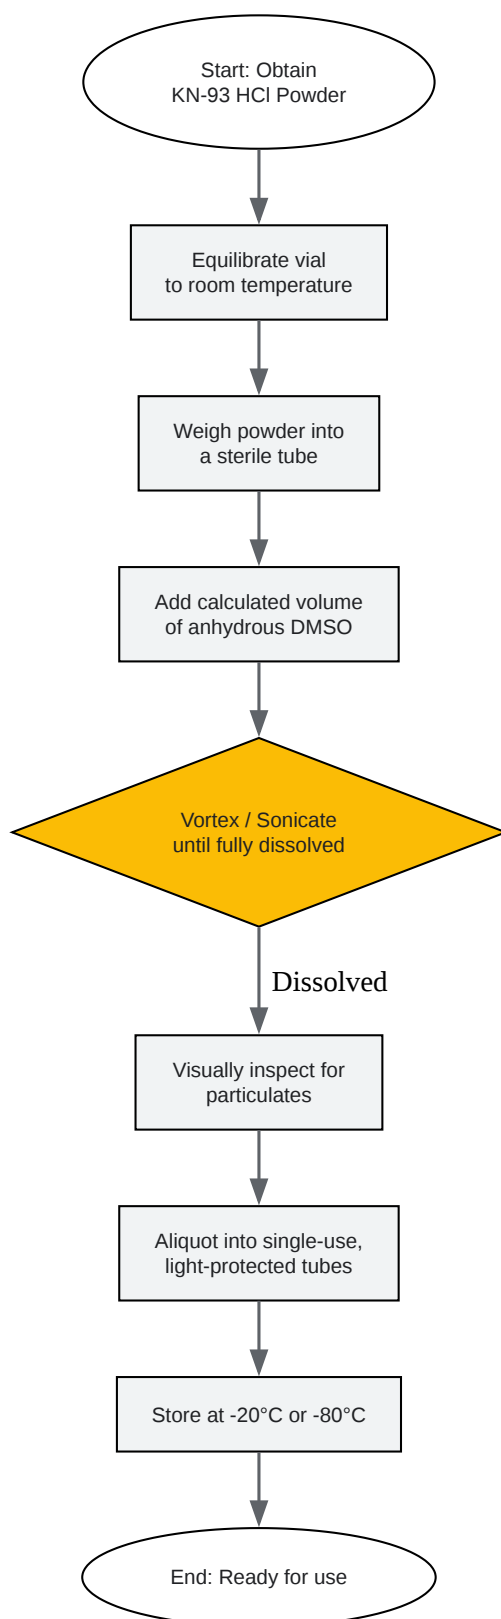 Start: Obtain
KN-93 HCl Powder
Equilibrate vial
to room temperature
Weigh powder into
a sterile tube
Add calculated volume
of anhydrous DMSO
Vortex / Sonicate
until fully dissolved
Dissolved
Visually inspect for
particulates
Aliquot into single-use,
light-protected tubes
Store at -20°C or -80°C
End: Ready for use